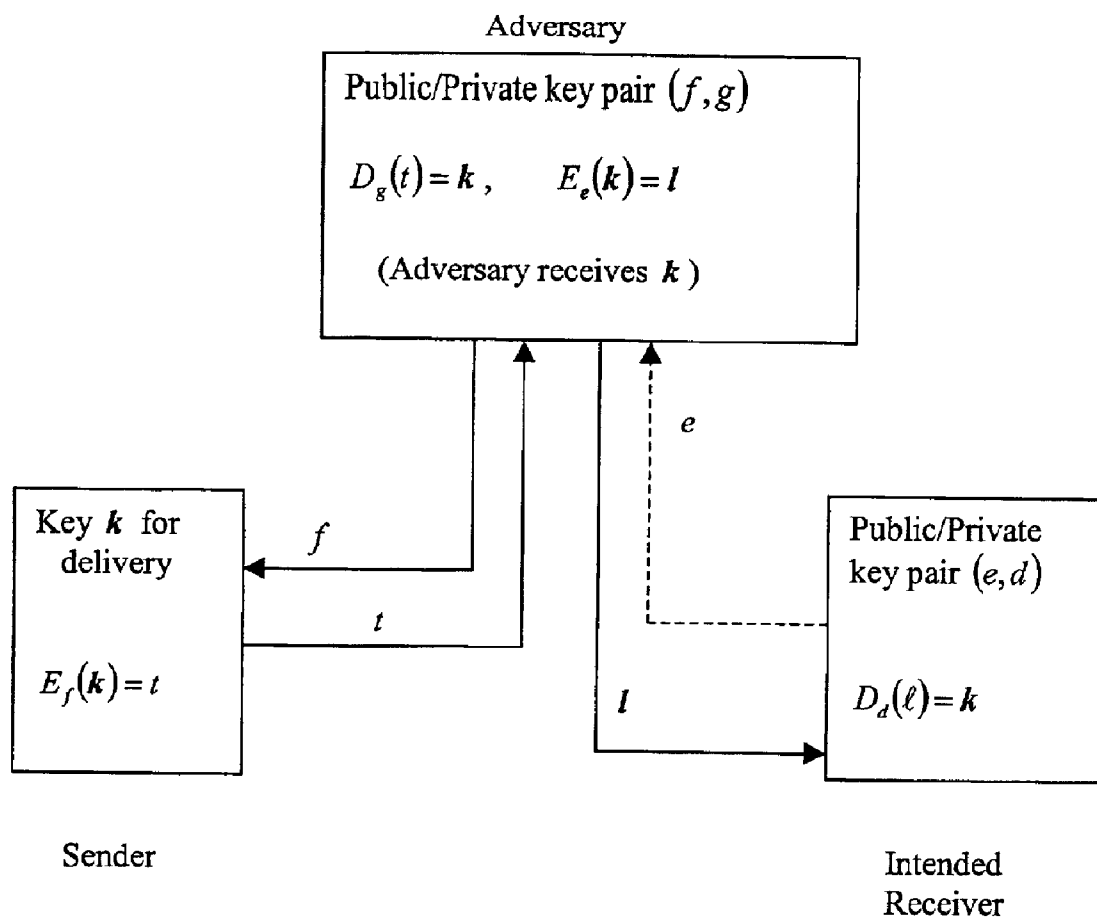 Adversary
Public/Private key pair (f,g)
D_g(t)=k , E_e(k)=l
(Adversary receives k )
e
Key k for
delivery
f
t
E_f(k)=t
Public/Private
key pair (e,d)
l
D_d(ℓ)=k
Sender
Intended
Receiver